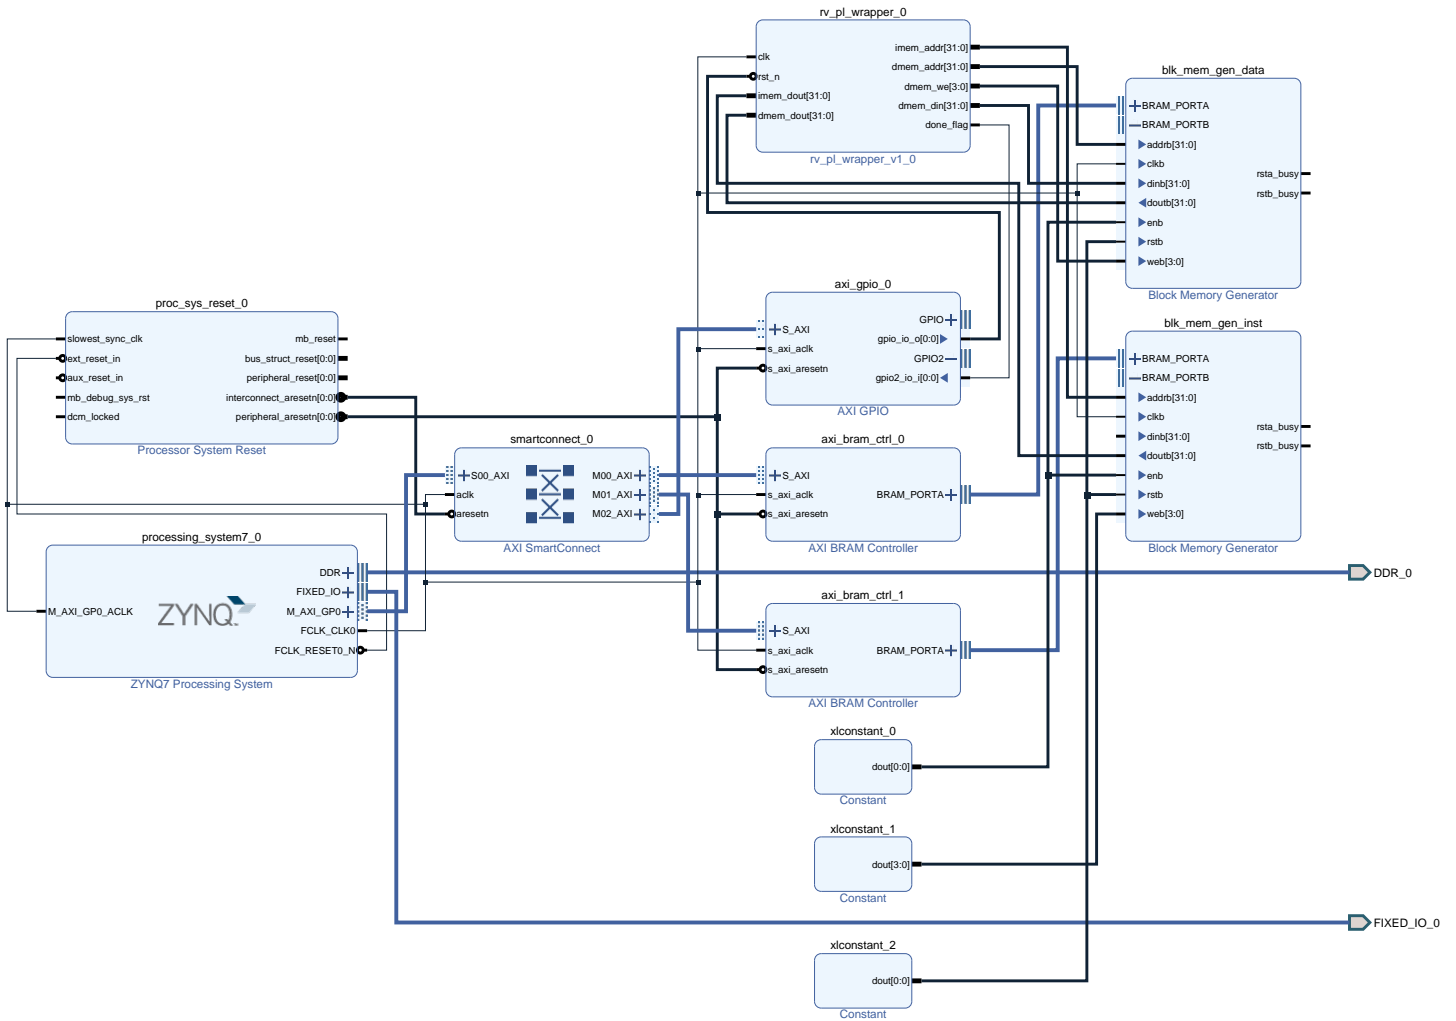 rv_pl_wrapper_0
clk
rst_n
imem_dout[31:0]
dmem_dout[31:0]
imem_addr[31:0]
dmem_addr[31:0]
dmem_we[3:0]
dmem_din[31:0]
done_flag
rv_pl_wrapper_v1_0
blk_mem_gen_data
BRAM_PORTA
BRAM_PORTB
addrb[31:0]
clkb
dinb[31:0]
doutb[31:0]
enb
rstb
web[3:0]
rsta_busy
rstb_busy
Block Memory Generator
proc_sys_reset_0
slowest_sync_clk
ext_reset_in
aux_reset_in
mb_debug_sys_rst
dcm_locked
mb_reset
bus_struct_reset[0:0]
peripheral_reset[0:0]
interconnect_aresetn[0:0]
peripheral_aresetn[0:0]
Processor System Reset
axi_gpio_0
S_AXI
s_axi_aclk
s_axi_aresetn
GPIO
gpio_io_o[0:0]
GPIO2
gpio2_io_i[0:0]
AXI GPIO
blk_mem_gen_inst
BRAM_PORTA
BRAM_PORTB
addrb[31:0]
clkb
dinb[31:0]
doutb[31:0]
enb
rstb
web[3:0]
rsta_busy
rstb_busy
Block Memory Generator
smartconnect_0
S00_AXI
aclk
aresetn
M00_AXI
M01_AXI
M02_AXI
AXI SmartConnect
axi_bram_ctrl_0
S_AXI
s_axi_aclk
s_axi_aresetn
BRAM_PORTA
AXI BRAM Controller
processing_system7_0
M_AXI_GP0_ACLK
ZYNQ
DDR
FIXED_IO
M_AXI_GP0
FCLK_CLK0
FCLK_RESET0_N
ZYNQ7 Processing System
DDR_0
axi_bram_ctrl_1
S_AXI
s_axi_aclk
s_axi_aresetn
BRAM_PORTA
AXI BRAM Controller
xlconstant_0
dout[0:0]
Constant
xlconstant_1
dout[3:0]
Constant
FIXED_IO_0
xlconstant_2
dout[0:0]
Constant